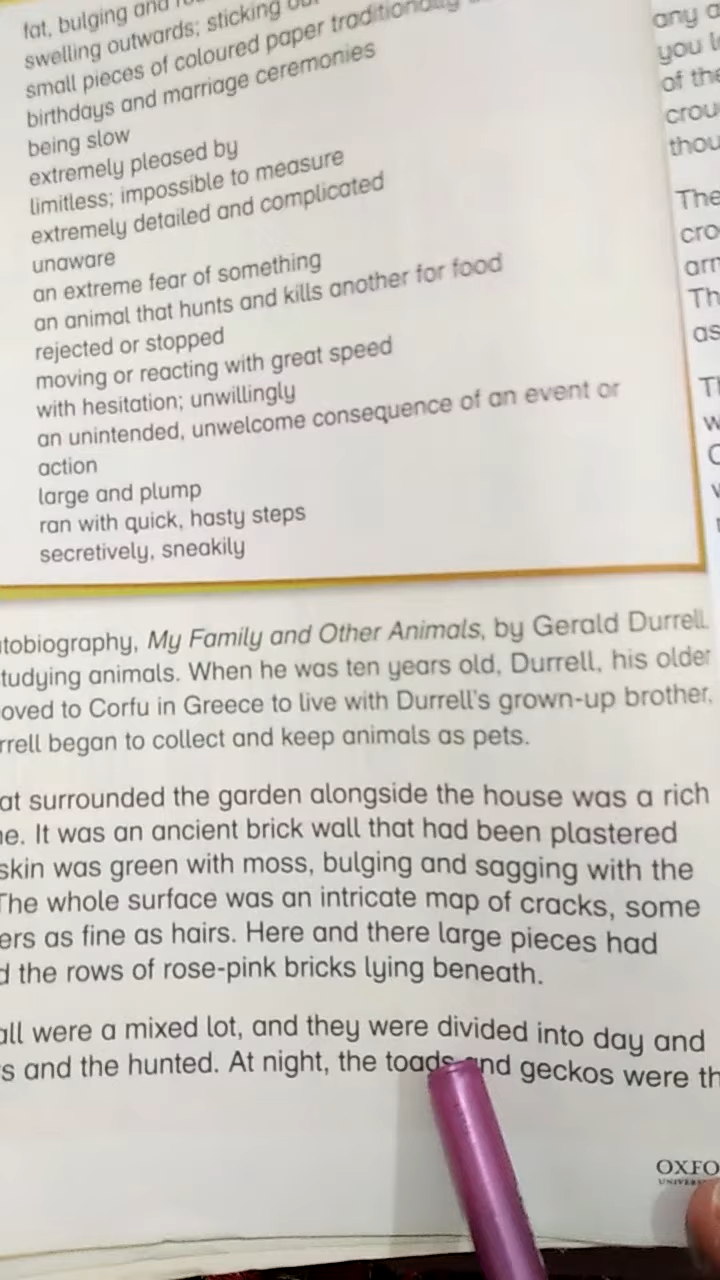 fat, bulging and
swelling outwards; sticking
small pieces of coloured paper traditionally
birthdays and marriage ceremonies
being slow
extremely pleased by
limitless; impossible to measure
extremely detailed and complicated
unaware
an extreme fear of something
an animal that hunts and kills another for food
rejected or stopped
moving or reacting with great speed
with hesitation; unwillingly
an unintended, unwelcome consequence of an event or
action
large and plump
ran with quick, hasty steps
secretively, sneakily
tobiography, My Family and Other Animals, by Gerald Durrell.
tudying animals. When he was ten years old, Durrell, his older
oved to Corfu in Greece to live with Durrell's grown-up brother,
rrell began to collect and keep animals as pets.
at surrounded the garden alongside the house was a rich
e. It was an ancient brick wall that had been plastered
skin was green with moss, bulging and sagging with the
The whole surface was an intricate map of cracks, some
ers as fine as hairs. Here and there large pieces had
d the rows of rose-pink bricks lying beneath.
all were a mixed lot, and they were divided into day and
s and the hunted. At night, the toads and geckos were th
OXFO
any
you
of the
crou
thou
The
cro
arm
Th
as